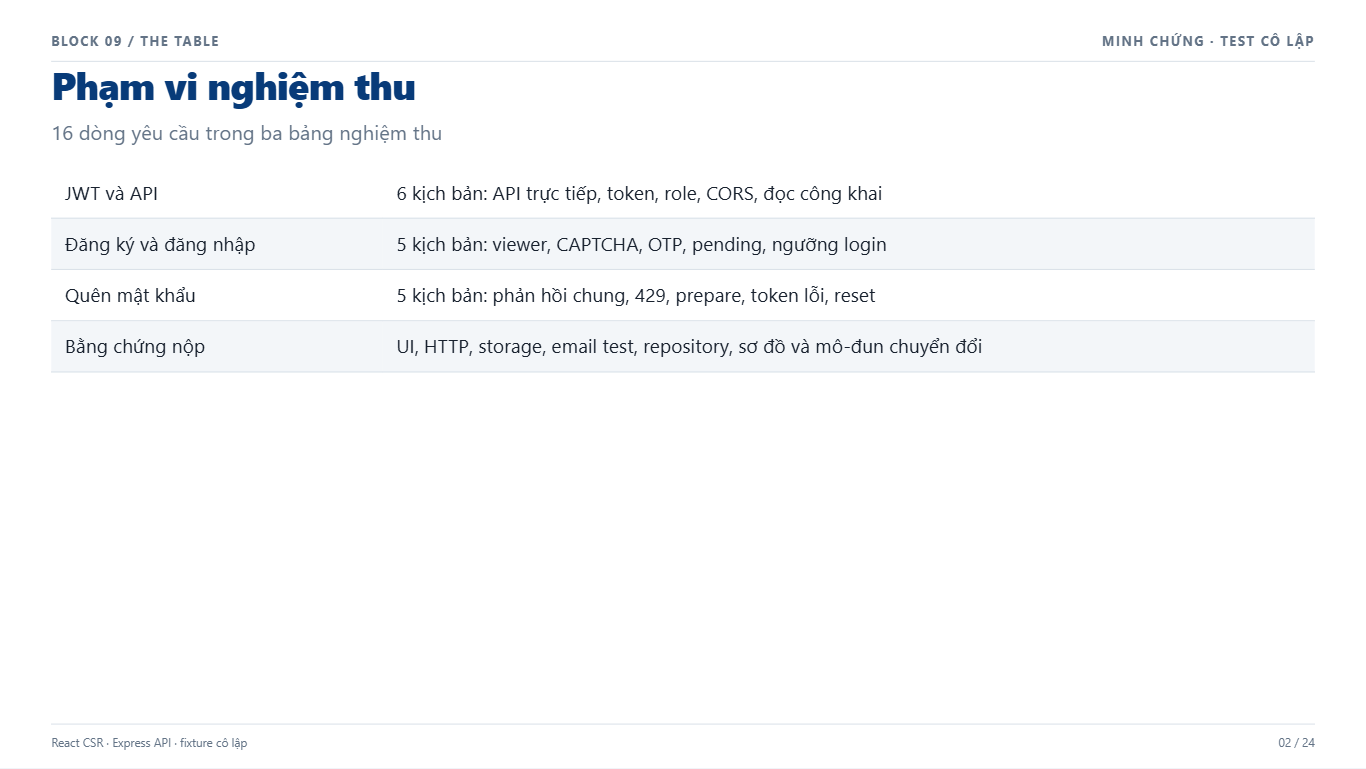 BLOCK 09 / THE TABLE
MINH CHỨNG · TEST CÔ LẬP
Phạm vi nghiệm thu
16 dòng yêu cầu trong ba bảng nghiệm thu
JWT và API
6 kịch bản: API trực tiếp, token, role, CORS, đọc công khai
Đăng ký và đăng nhập
5 kịch bản: viewer, CAPTCHA, OTP, pending, ngưỡng login
Quên mật khẩu
5 kịch bản: phản hồi chung, 429, prepare, token lỗi, reset
Bằng chứng nộp
UI, HTTP, storage, email test, repository, sơ đồ và mô-đun chuyển đổi
React CSR · Express API · fixture cô lập
02 / 24